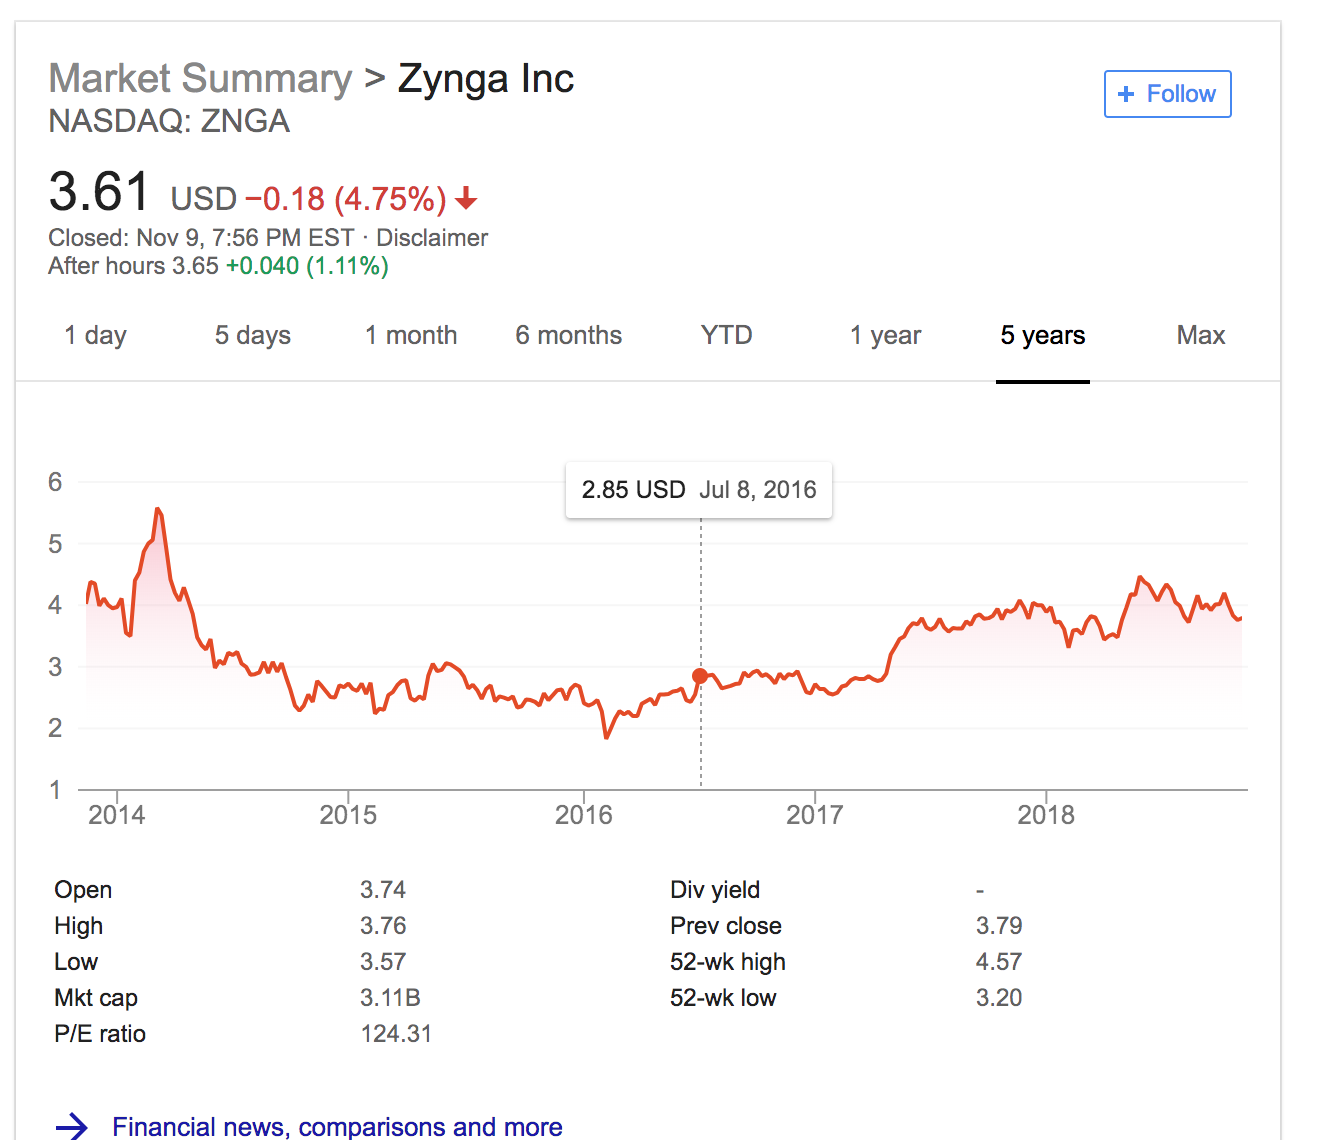 Market Summary > Zynga Inc
NASDAQ: ZNGA
+ Follow
3.61 USD −0.18 (4.75%)
Closed: Nov 9, 7:56 PM EST · Disclaimer
After hours 3.65 +0.040 (1.11%)
1 day 5 days 1 month 6 months YTD 1 year 5 years Max
2.85 USD Jul 8, 2016
6
5
4
3
2
1
2014 2015 2016 2017 2018
Open 3.74 Div yield -
High 3.76 Prev close 3.79
Low 3.57 52-wk high 4.57
Mkt cap 3.11B 52-wk low 3.20
P/E ratio 124.31
Financial news, comparisons and more